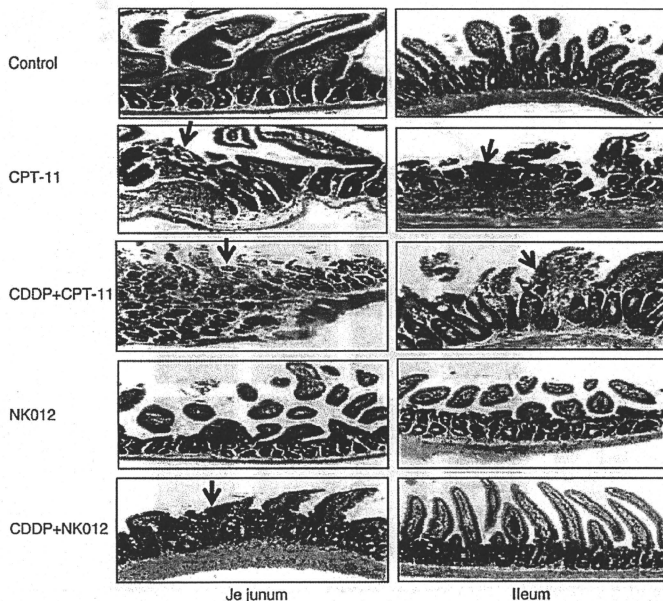 Control
CPT-11
CDDP+CPT-11
NK012
CDDP+NK012
Je junum
Ileum